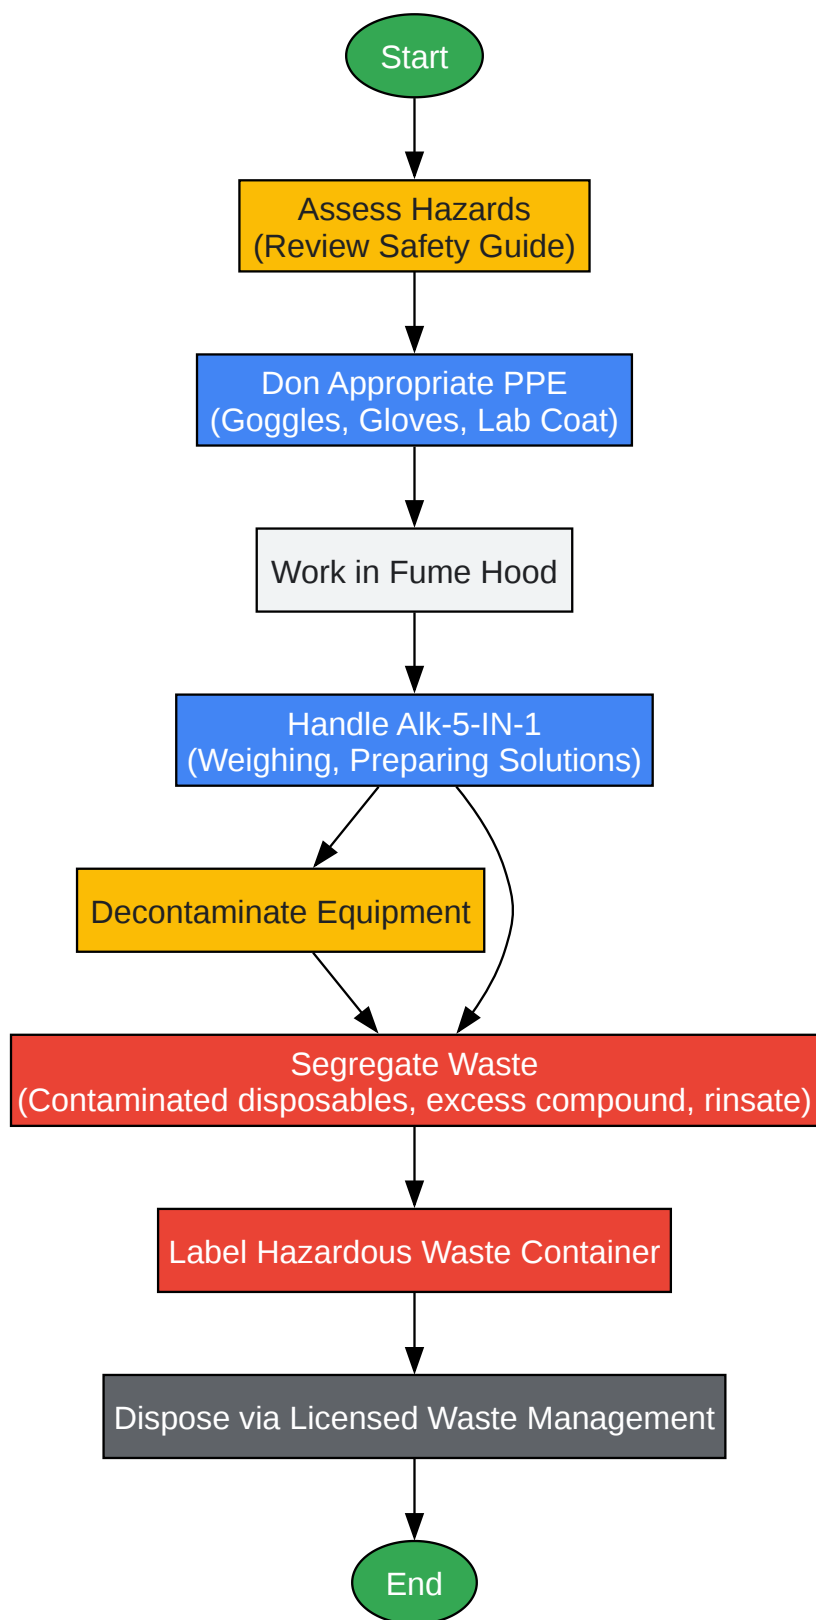 Start
Assess Hazards
(Review Safety Guide)
Don Appropriate PPE
(Goggles, Gloves, Lab Coat)
Work in Fume Hood
Handle Alk-5-IN-1
(Weighing, Preparing Solutions)
Decontaminate Equipment
Segregate Waste
(Contaminated disposables, excess compound, rinsate)
Label Hazardous Waste Container
Dispose via Licensed Waste Management
End